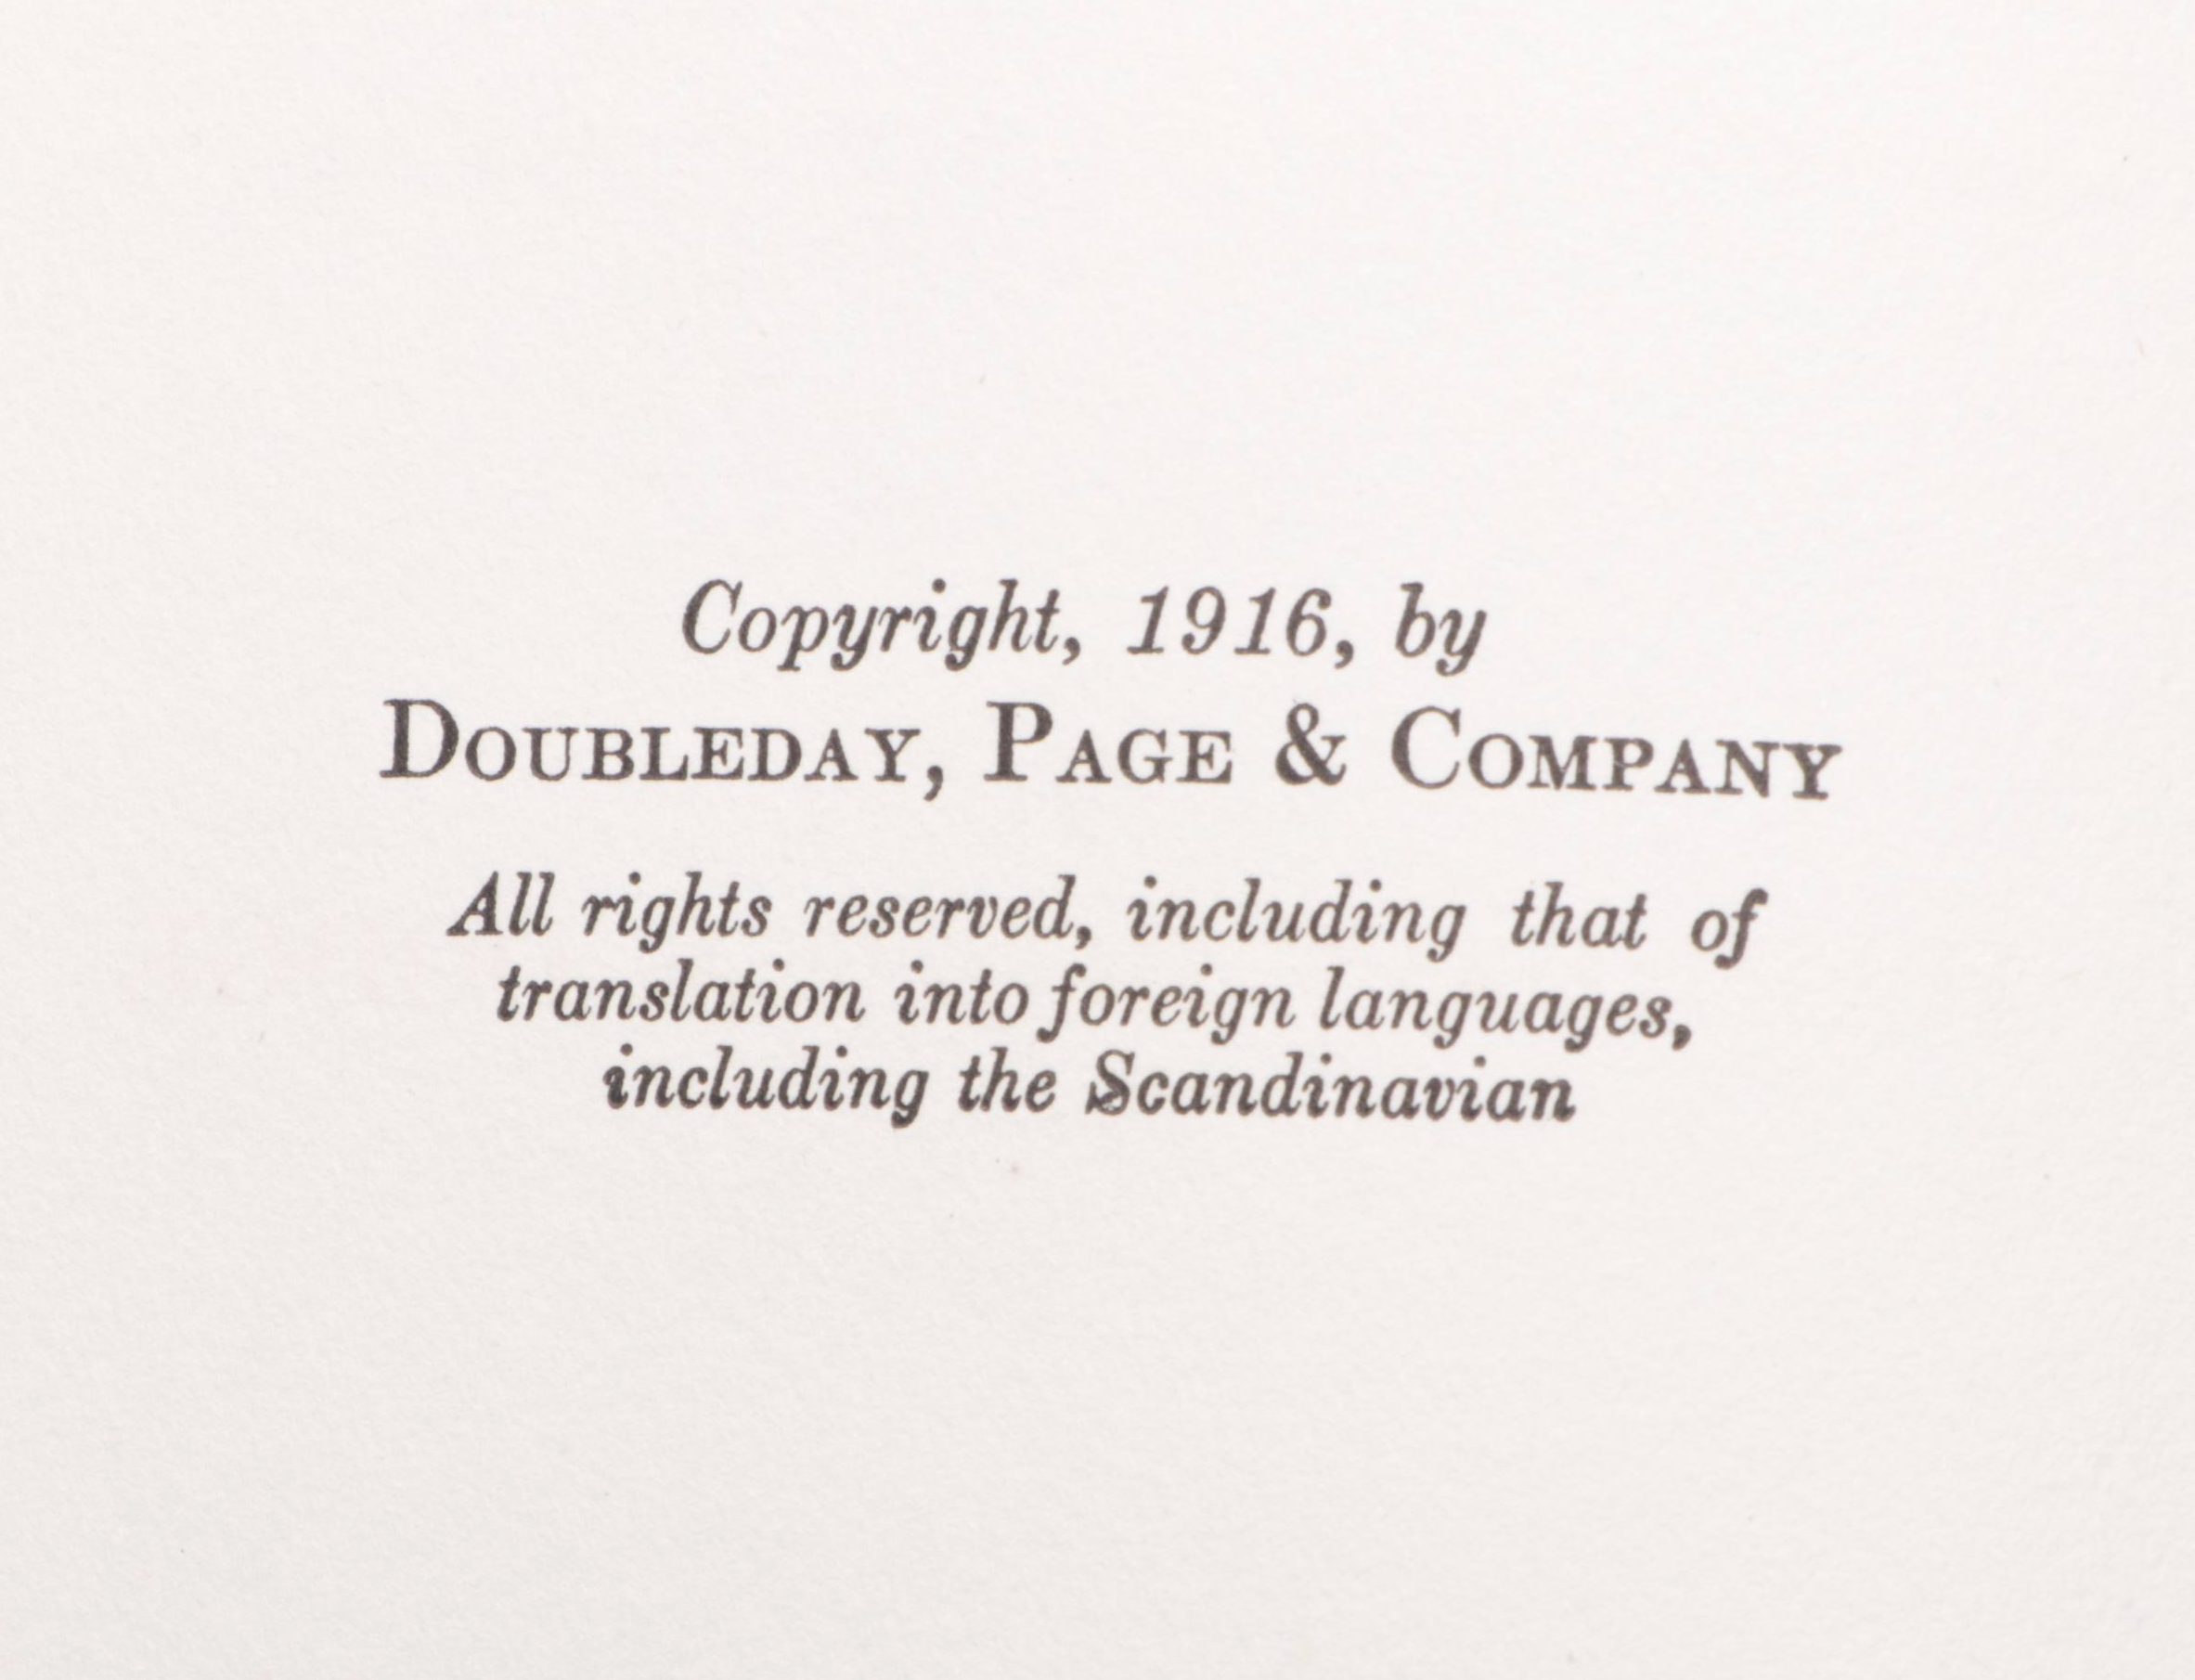 Copyright, 1916, by
DOUBLEDAY, PAGE & COMPANY
All rights reserved, including that of
translation into foreign languages,
including the Scandinavian